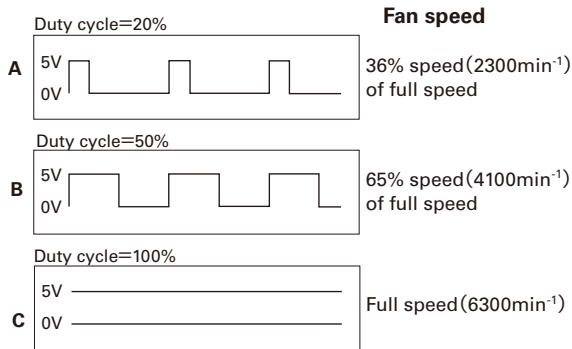 Fan speed
Duty cycle=20%
A
5V
0V
36% speed(2300min⁻¹)
of full speed
Duty cycle=50%
B
5V
0V
65% speed(4100min⁻¹)
of full speed
Duty cycle=100%
C
5V
0V
Full speed(6300min⁻¹)